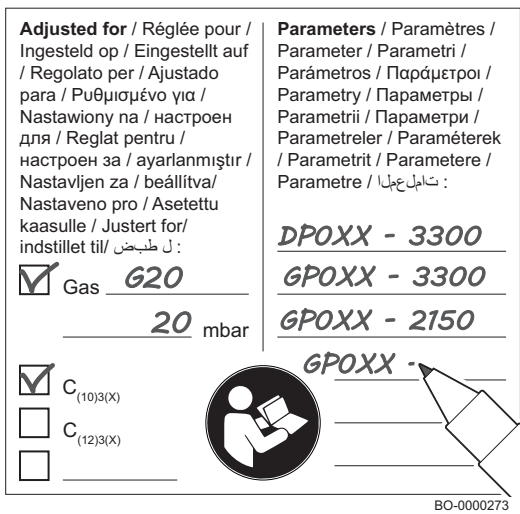 Adjusted for / Réglée pour /
Ingesteld op / Eingestellt auf
/ Regolato per / Ajustado
para / Ρυθμισμένο για /
Nastawiony na / настроен
для / Reglat pentru /
настроен за / ayarlanmıştır /
Nastavljen za / beállítva/
Nastaveno pro / Asetettu
kaasulle / Justert for/
indstillet til/ ل طبض :
Gas G20
20 mbar
C(10)3(X)
C(12)3(X)
Parameters / Paramètres /
Parameter / Parametri /
Parámetros / Παράμετροι /
Parametry / Параметры /
Parametrii / Параметри /
Parametreler / Paraméterek
/ Parametrit / Parametere /
Parametre / تاملعملا :
DP0XX - 3300
GP0XX - 3300
GP0XX - 2150
GP0XX -
BO-0000273